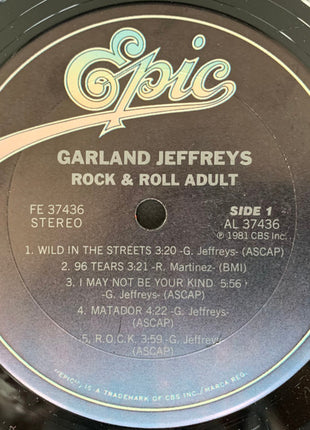 Epic
GARLAND JEFFREYS
ROCK & ROLL ADULT
FE 37436
STEREO
SIDE 1
AL 37436
℗ 1981 CBS Inc.
1. WILD IN THE STREETS 3:20 -G. Jeffreys- (ASCAP)
2. 96 TEARS 3:21 -R. Martinez- (BMI)
3. I MAY NOT BE YOUR KIND 5:56
-G. Jeffreys- (ASCAP)
4. MATADOR 4:22 -G. Jeffreys-
(ASCAP)
5. R.O.C.K. 3:59 -G. Jeffreys-
(ASCAP)
"EPIC", IS A TRADEMARK OF CBS INC./MARCA REG.